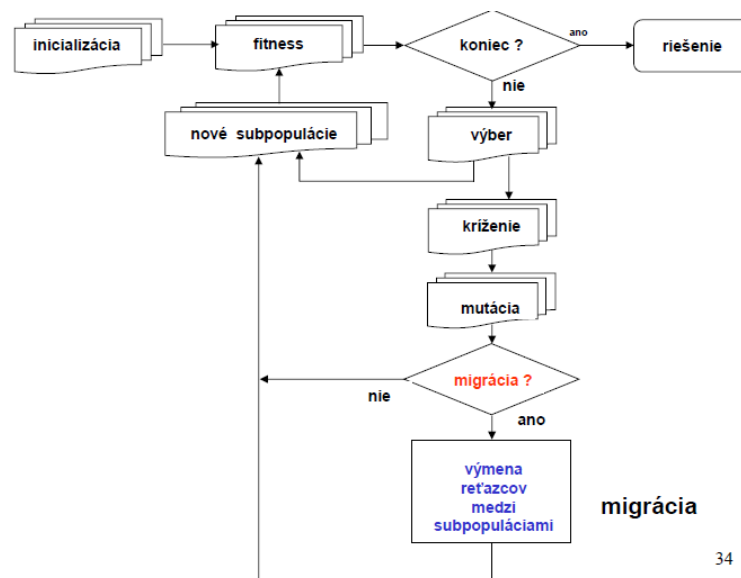 inicializácia
fitness
koniec ?
ano
riešenie
nie
nové subpopulácie
výber
kríženie
mutácia
migrácia ?
nie
ano
výmena
reťazcov
medzi
subpopuláciami
migrácia
34